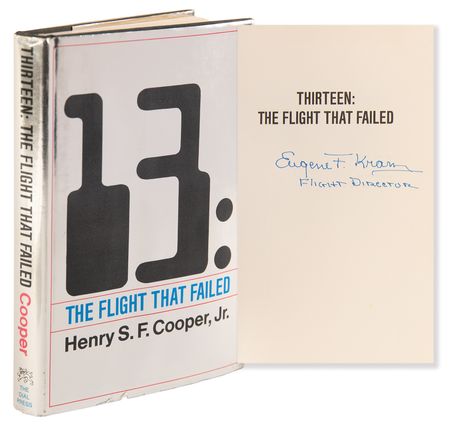 THIRTEEN: THE FLIGHT THAT FAILED Cooper
THE
DIAL
PRESS
13:
THE FLIGHT THAT FAILED
Henry S. F. Cooper, Jr.
THIRTEEN:
THE FLIGHT THAT FAILED
Eugene F. Kranz
FLIGHT DIRECTOR